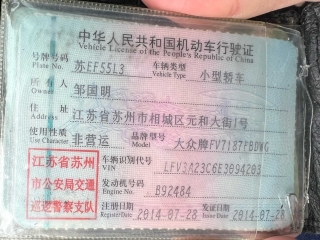 中华人民共和国机动车行驶证
Vehicle License of the People's Republic of China
号牌号码 苏EF55L3 车辆类型 小型轿车
Plate No. Vehicle Type
所有人 邹国明
Owner
住址 江苏省苏州市相城区元和大街1号
Address
使用性质 非营运 品牌型号 大众牌FV7187FBDWG
Use Character Model
江苏省苏州
市公安局交通
巡逻警察支队
车辆识别代号 LFV3A23C6E3094203
VIN
发动机号码 B92484
Engine No.
注册日期 2014-07-28 发证日期 2014-07-28
Register Date Issue Date